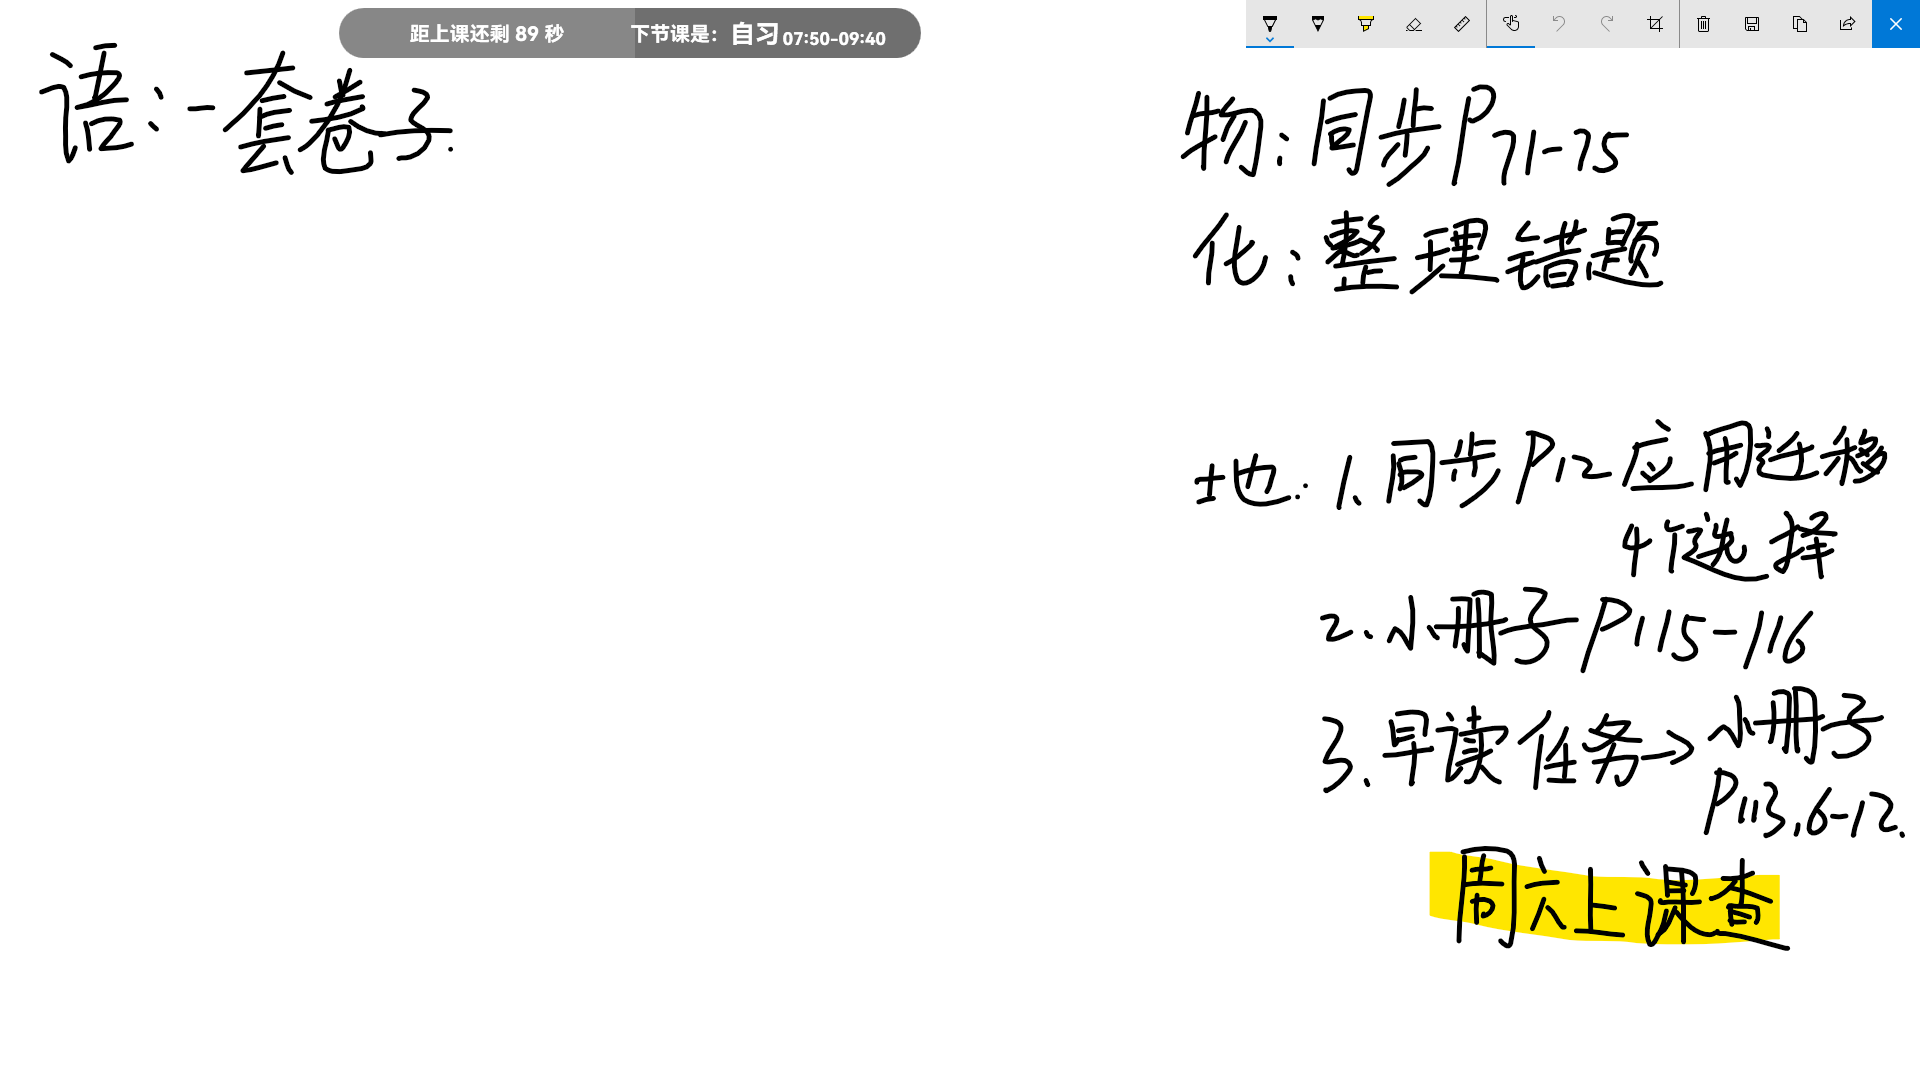 距上课还剩 89 秒
下节课是: 自习 07:50-09:40
语:一套卷子.
物:同步P71-75
化:整理错题
地:1.同步P12应用迁移
4个选择
2.小册子P115-116
3.早读任务→小册子
P113,6-12.
周六上课查